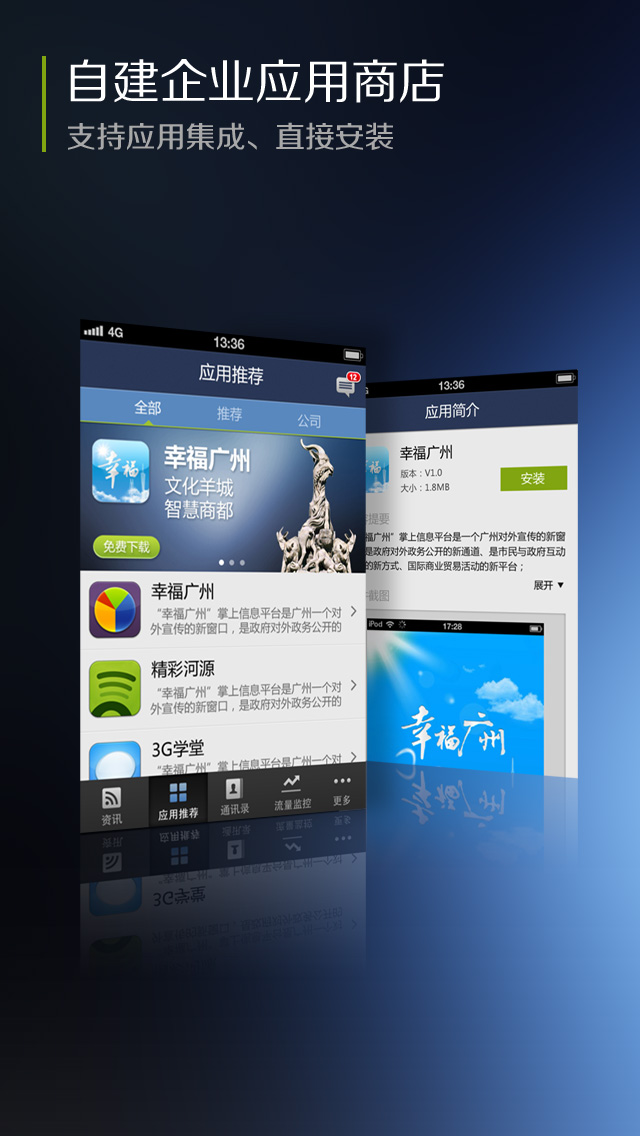 自建企业应用商店
支持应用集成、直接安装
4G
13:36
应用推荐
12
全部
推荐
公司
幸福
幸福广州
文化羊城
智慧商都
免费下载
幸福广州
“幸福广州”掌上信息平台是广州一个对
外宣传的新窗口，是政府对外政务公开的
精彩河源
“幸福广州”掌上信息平台是广州一个对
外宣传的新窗口，是政府对外政务公开的
3G学堂
“幸福广州”掌上信息平台是广州一个对
资讯
应用推荐
通讯录
流量监控
更多
13:36
应用简介
幸福广州
版本：V1.0
大小：1.8MB
安装
提要
福广州”掌上信息平台是一个广州对外宣传的新窗
是政府对外政务公开的新通道、是市民与政府互动
的新方式、国际商业贸易活动的新平台；
展开
截图
iPod
17:28
幸福广州